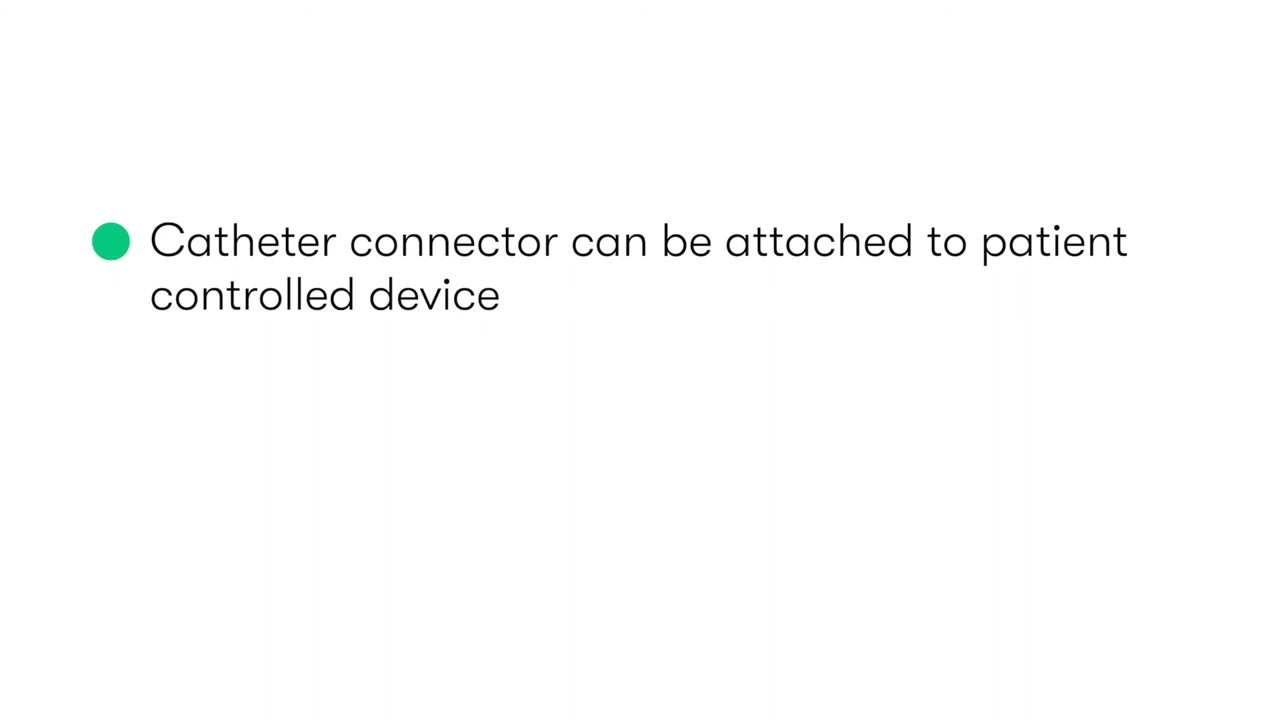 Catheter connector can be attached to patient
controlled device